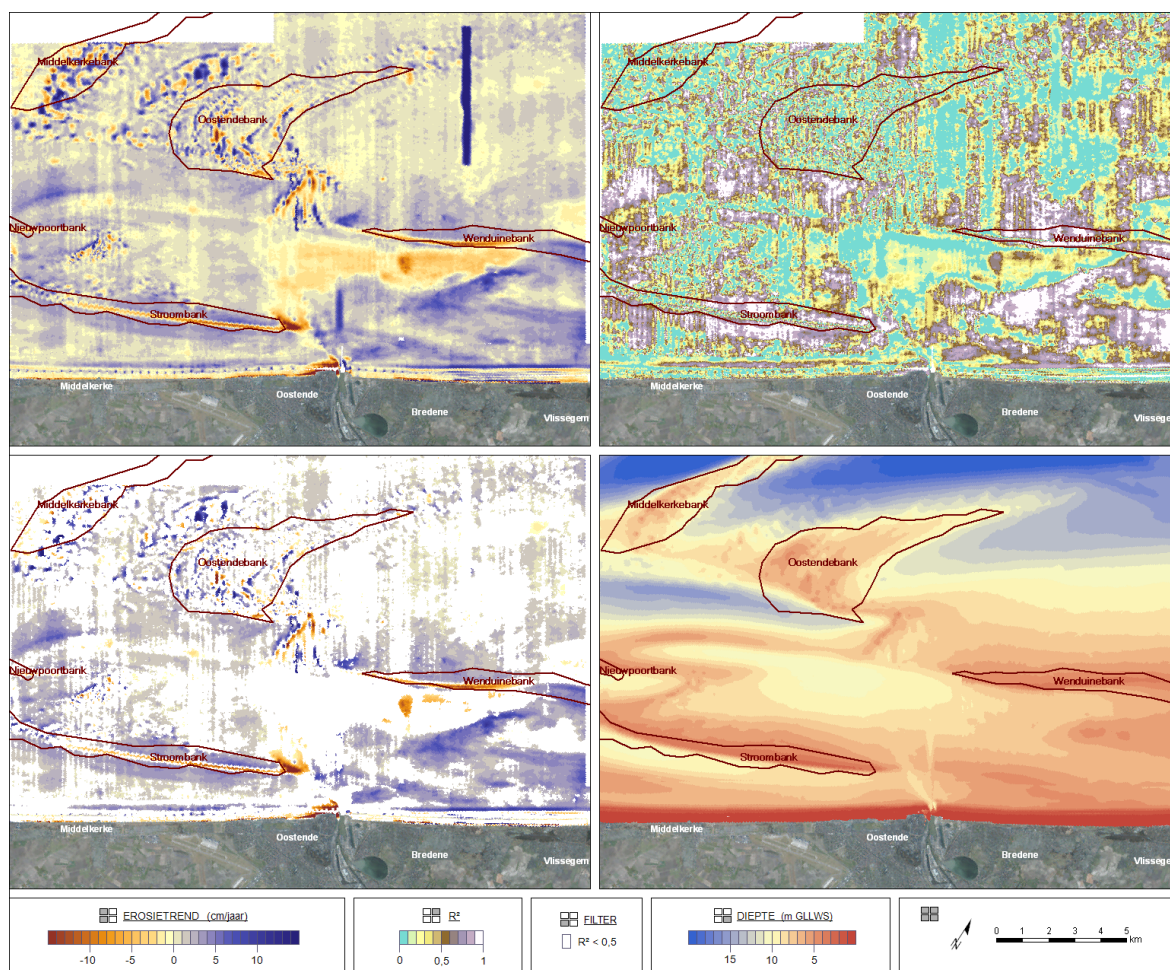 Middelkerkebank
Oostendebank
Nieuwpoortbank
Wenduinebank
Stroombank
Middelkerke
Oostende
Bredene
Vlissegem
Middelkerkebank
Oostendebank
Nieuwpoortbank
Wenduinebank
Stroombank
Middelkerke
Oostende
Bredene
Vlissegem
Middelkerkebank
Oostendebank
Nieuwpoortbank
Wenduinebank
Stroombank
Middelkerke
Oostende
Bredene
Vlissegem
Middelkerkebank
Oostendebank
Nieuwpoortbank
Wenduinebank
Stroombank
Middelkerke
Oostende
Bredene
Vlissegem
EROSIETREND (cm/jaar)
-10 -5 0 5 10
R²
0 0,5 1
FILTER
R² < 0,5
DIEPTE (m GLLWS)
15 10 5
N
0 1 2 3 4 5
km